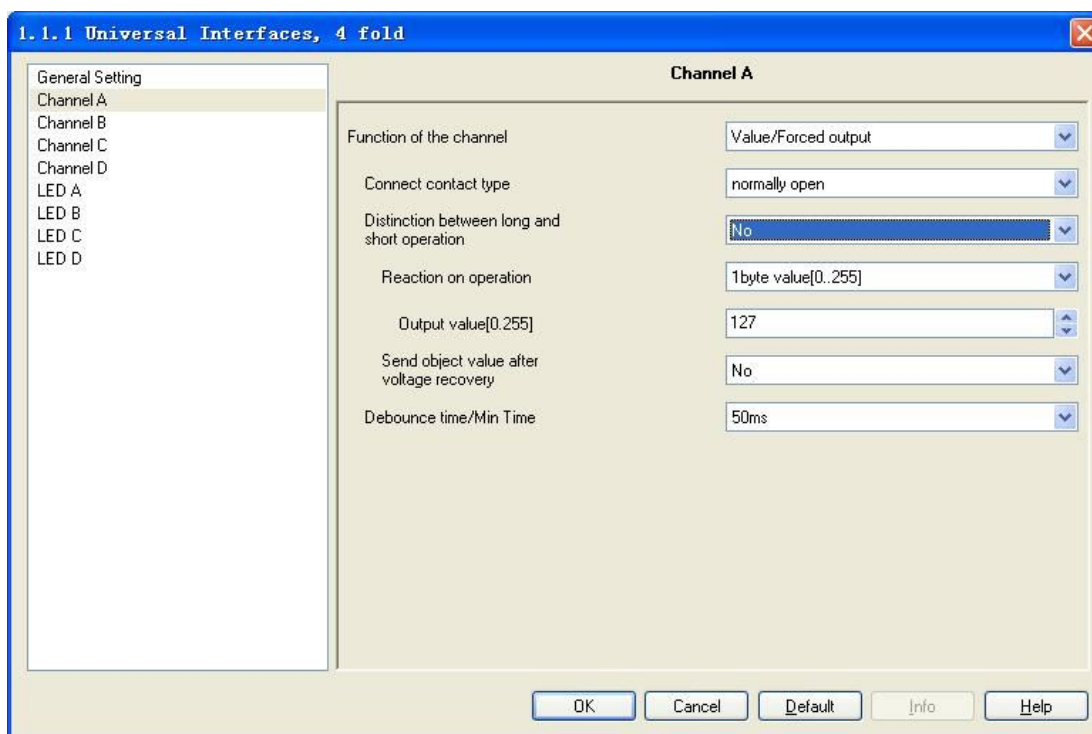 1.1.1 Universal Interfaces, 4 fold
General Setting
Channel A
Channel B
Channel C
Channel D
LED A
LED B
LED C
LED D
Channel A
Function of the channel
Value/Forced output
Connect contact type
normally open
Distinction between long and
short operation
No
Reaction on operation
1byte value[0..255]
Output value[0.255]
127
Send object value after
voltage recovery
No
Debounce time/Min Time
50ms
OK
Cancel
Default
Info
Help